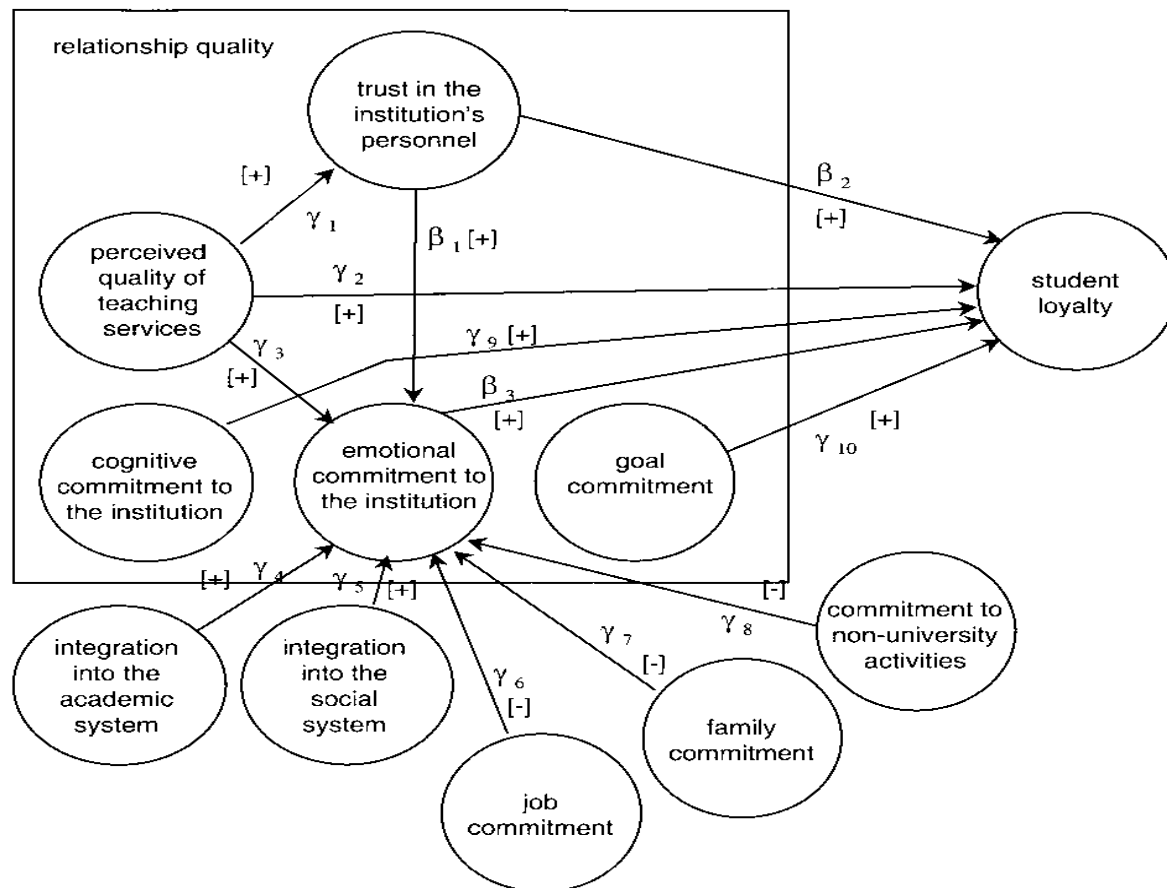 relationship quality
trust in the
institution's
personnel
[+]
γ 1
β 2
[+]
β 1 [+]
perceived
quality of
teaching
services
γ 2
[+]
student
loyalty
γ 3
[+]
γ 9 [+]
β 3
[+]
cognitive
commitment to
the institution
emotional
commitment to
the institution
goal
commitment
γ 10
[+]
[+]
γ 4
γ 5
[+]
[-]
γ 8
γ 7
[-]
γ 6
[-]
integration
into the
academic
system
integration
into the
social
system
commitment to
non-university
activities
family
commitment
job
commitment